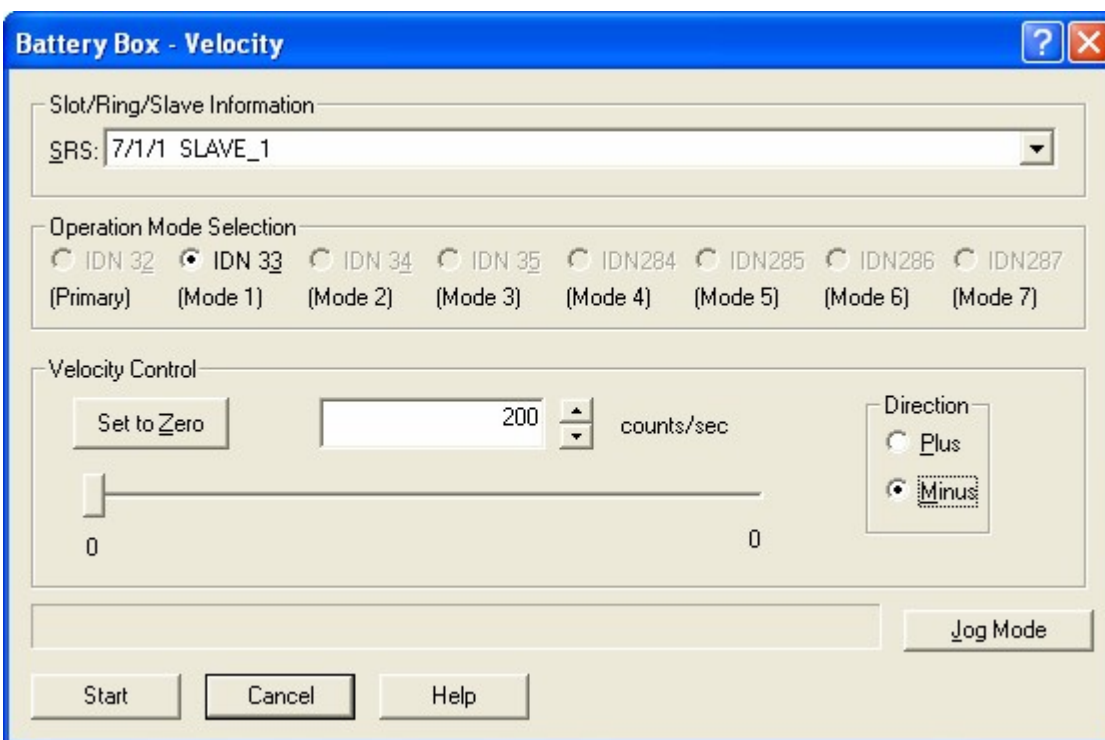 Battery Box - Velocity
Slot/Ring/Slave Information
SRS: 7/1/1 SLAVE_1
Operation Mode Selection
IDN 32 IDN 33 IDN 34 IDN 35 IDN284 IDN285 IDN286 IDN287
(Primary) (Mode 1) (Mode 2) (Mode 3) (Mode 4) (Mode 5) (Mode 6) (Mode 7)
Velocity Control
Set to Zero 200 counts/sec
Direction
Plus
Minus
0 0
Jog Mode
Start Cancel Help